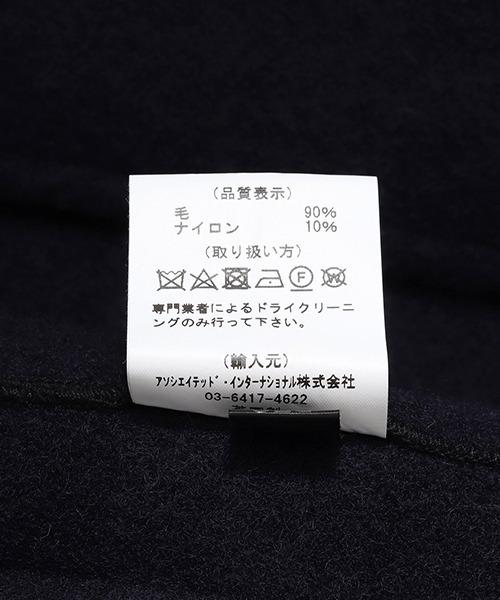 (品質表示)
毛 90%
ナイロン 10%
(取り扱い方)
F W
専門業者によるドライクリーニ
ングのみ行って下さい。
(輸入元)
アソシエイテッド・インターナショナル株式会社
03-6417-4622